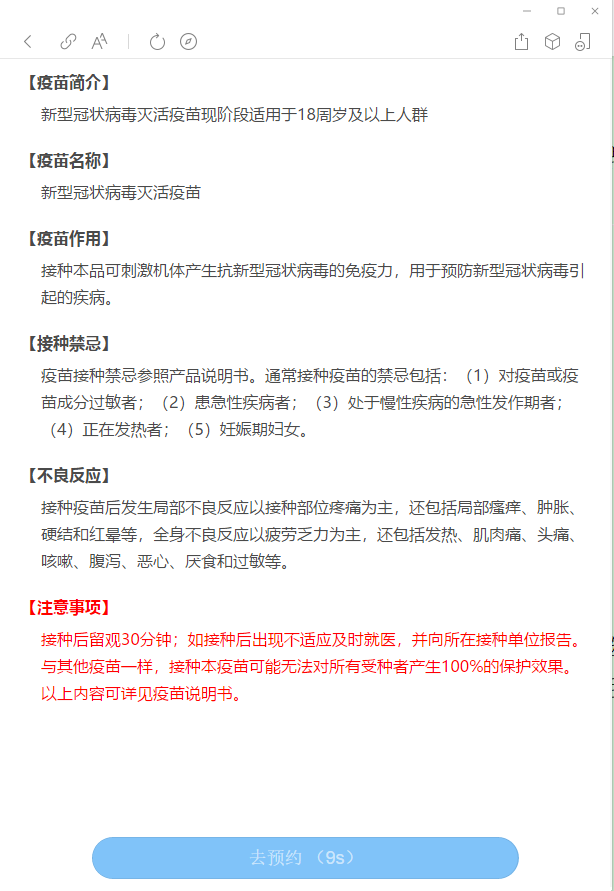 【疫苗简介】
新型冠状病毒灭活疫苗现阶段适用于18周岁及以上人群
【疫苗名称】
新型冠状病毒灭活疫苗
【疫苗作用】
接种本品可刺激机体产生抗新型冠状病毒的免疫力，用于预防新型冠状病毒引
起的疾病。
【接种禁忌】
疫苗接种禁忌参照产品说明书。通常接种疫苗的禁忌包括：（1）对疫苗或疫
苗成分过敏者；（2）患急性疾病者；（3）处于慢性疾病的急性发作期者；
（4）正在发热者；（5）妊娠期妇女。
【不良反应】
接种疫苗后发生局部不良反应以接种部位疼痛为主，还包括局部瘙痒、肿胀、
硬结和红晕等，全身不良反应以疲劳乏力为主，还包括发热、肌肉痛、头痛、
咳嗽、腹泻、恶心、厌食和过敏等。
【注意事项】
接种后留观30分钟；如接种后出现不适应及时就医，并向所在接种单位报告。
与其他疫苗一样，接种本疫苗可能无法对所有受种者产生100%的保护效果。
以上内容可详见疫苗说明书。
去预约 （9s）